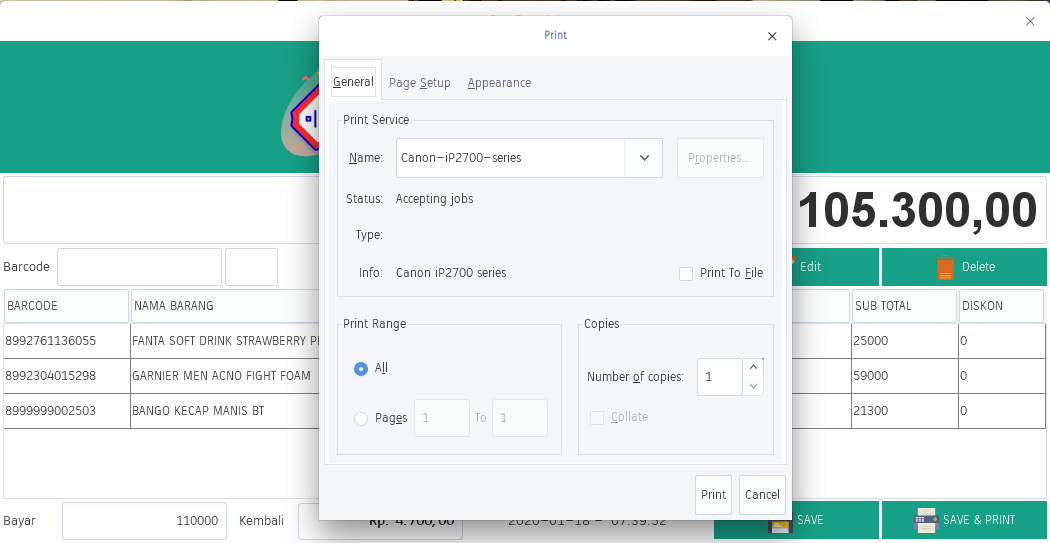 Print
General Page Setup Appearance
Print Service
Name: Canon-iP2700-series Properties...
Status: Accepting jobs
Type:
Info: Canon iP2700 series Print To File
105.300,00
Barcode Edit Delete
BARCODE NAMA BARANG SUB TOTAL DISKON
8992761136055 FANTA SOFT DRINK STRAWBERRY 25000 0
8992304015298 GARNIER MEN ACNO FIGHT FOAM 59000 0
8999999002503 BANGO KECAP MANIS BT 21300 0
Print Range
All
Pages 1 To 1
Copies
Number of copies: 1
Collate
Print Cancel
Bayar 110000 Kembali Rp. 4.700,00 2020-01-18 - 07:39:32 SAVE SAVE & PRINT